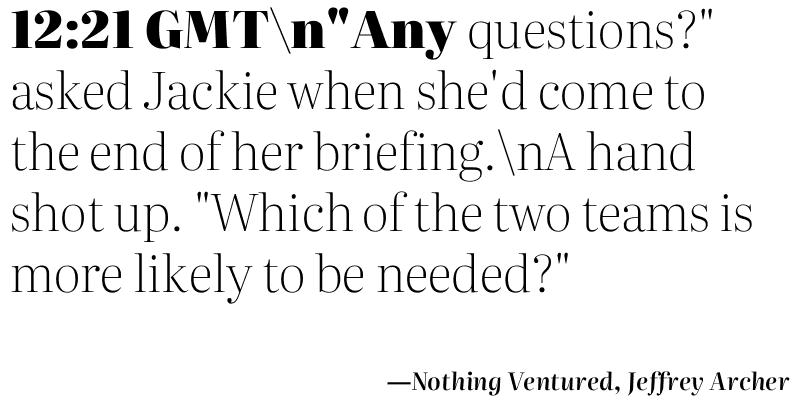 12:21 GMT\n"Any questions?"
asked Jackie when she'd come to
the end of her briefing.\nA hand
shot up. "Which of the two teams is
more likely to be needed?"
—Nothing Ventured, Jeffrey Archer